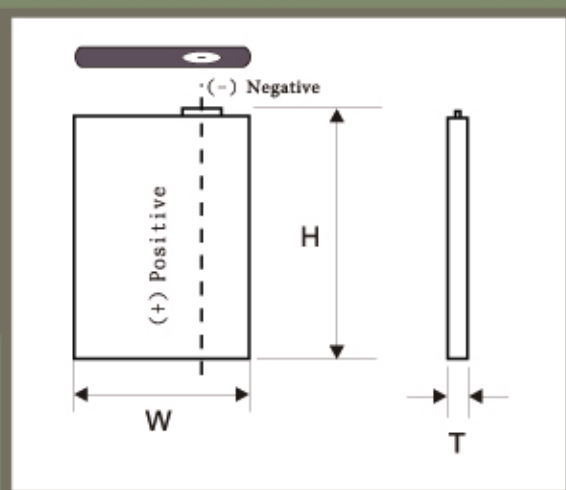 -
·(-) Negative
(+) Positive
H
W
T